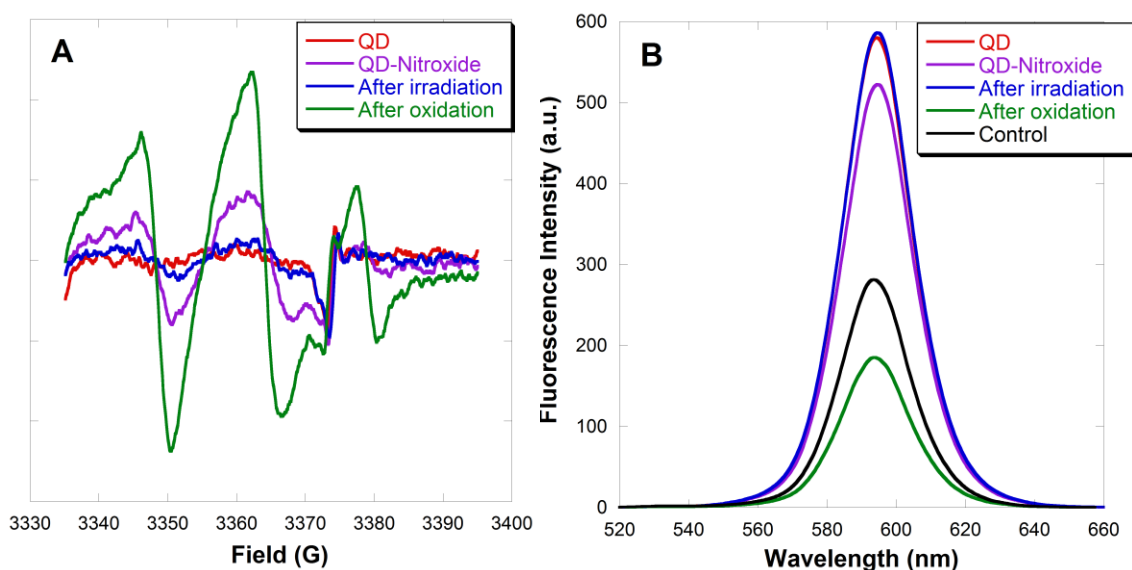 A
QD
QD-Nitroxide
After irradiation
After oxidation
3330 3340 3350 3360 3370 3380 3390 3400
Field (G)
B
QD
QD-Nitroxide
After irradiation
After oxidation
Control
Fluorescence Intensity (a.u.)
600
500
400
300
200
100
0
520 540 560 580 600 620 640 660
Wavelength (nm)